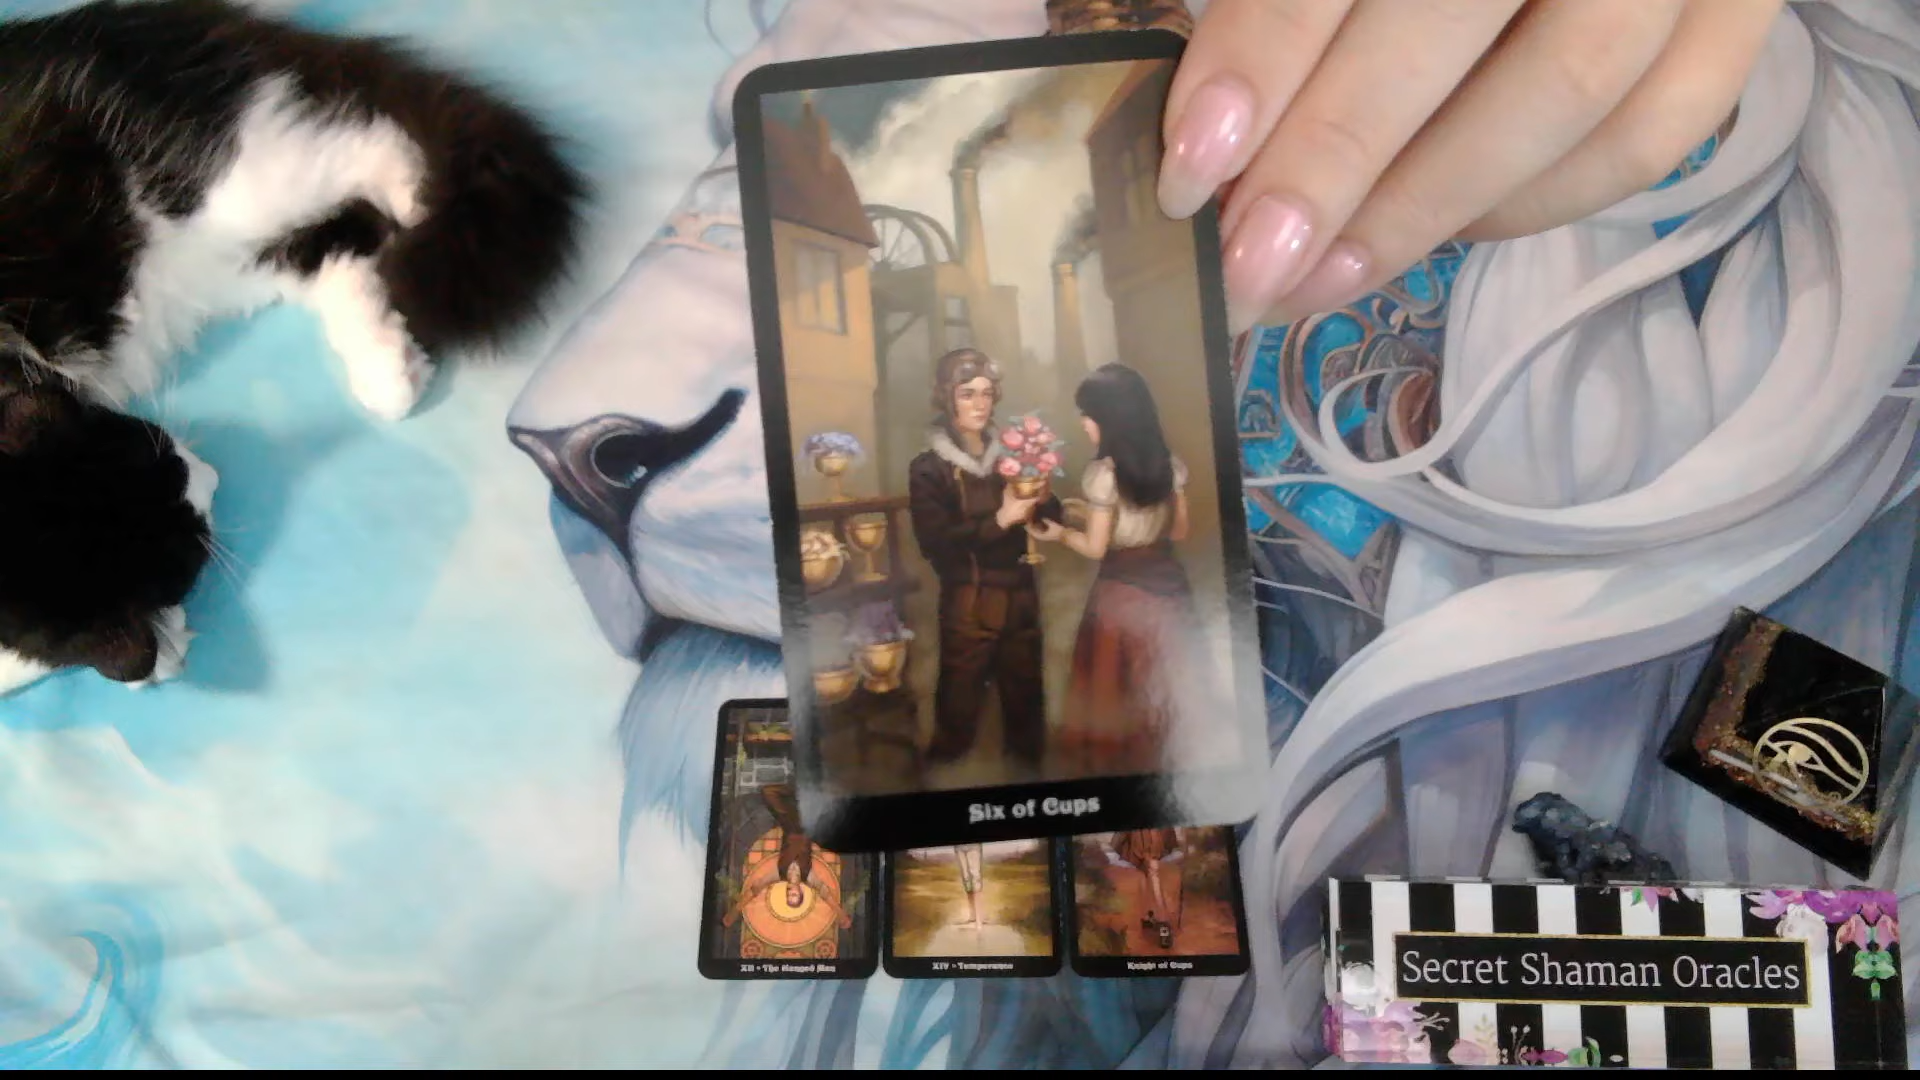 Six of Cups
XII • The Hanged Man
XIV • Temperance
Knight of Cups
Secret Shaman Oracles